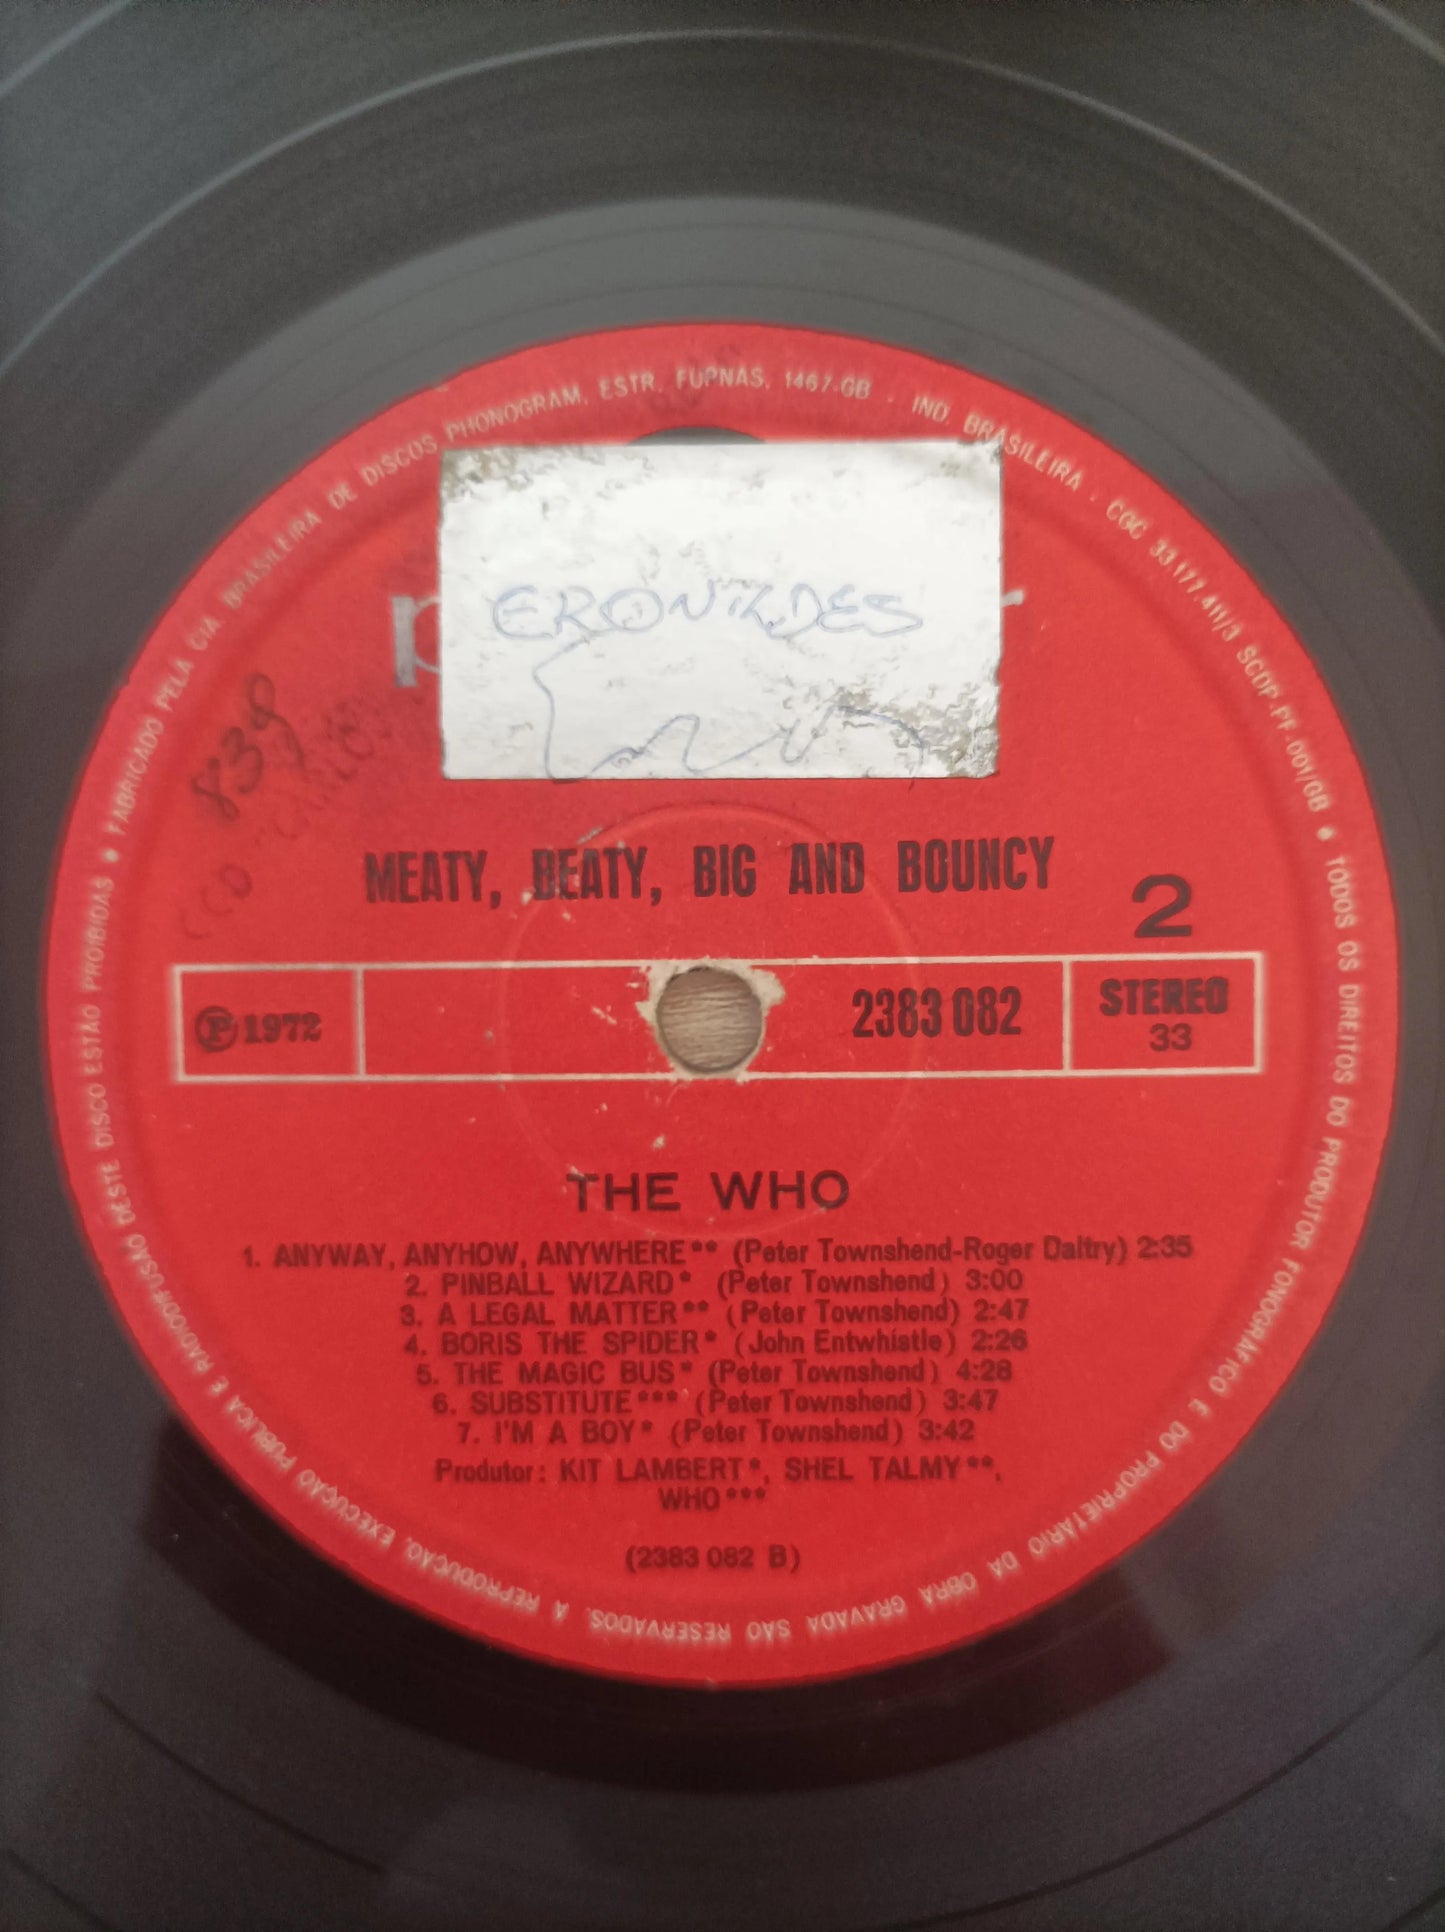 FABRICADO PELA CIA. BRASILEIRA DE DISCOS PHONOGRAM, ESTR. FURNAS, 1467-GB - IND. BRASILEIRA - CGC 33.177.411/3 SCDP-PF-001/GB ♦ TODOS OS DIREITOS DO PRODUTOR FONOGRÁFICO E DO PROPRIETÁRIO DA OBRA GRAVADA SÃO RESERVADOS. A REPRODUÇÃO, EXECUÇÃO PÚBLICA E RADIODIFUSÃO DESTE DISCO ESTÃO PROIBIDAS ♦
ERONILDES
839
MEATY, BEATY, BIG AND BOUNCY
2
℗ 1972
2383 082
STEREO
33
THE WHO
1. ANYWAY, ANYHOW, ANYWHERE** (Peter Townshend-Roger Daltry) 2:35
2. PINBALL WIZARD* (Peter Townshend) 3:00
3. A LEGAL MATTER** (Peter Townshend) 2:47
4. BORIS THE SPIDER* (John Entwhistle) 2:26
5. THE MAGIC BUS* (Peter Townshend) 4:28
6. SUBSTITUTE*** (Peter Townshend) 3:47
7. I'M A BOY* (Peter Townshend) 3:42
Produtor: KIT LAMBERT*, SHEL TALMY**,
WHO***
(2383 082 B)